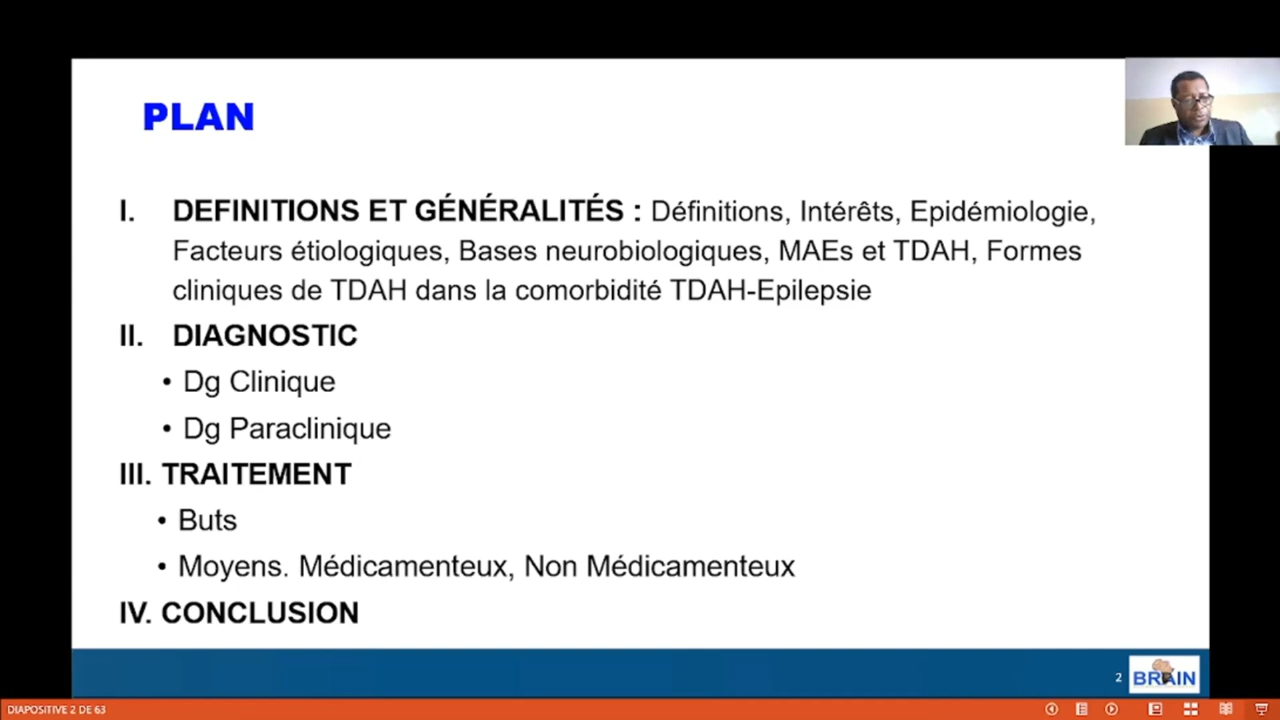 PLAN
I. DEFINITIONS ET GÉNÉRALITÉS : Définitions, Intérêts, Epidémiologie,
Facteurs étiologiques, Bases neurobiologiques, MAEs et TDAH, Formes
cliniques de TDAH dans la comorbidité TDAH-Epilepsie
II. DIAGNOSTIC
• Dg Clinique
• Dg Paraclinique
III. TRAITEMENT
• Buts
• Moyens. Médicamenteux, Non Médicamenteux
IV. CONCLUSION
2
BRAIN
DIAPOSITIVE 2 DE 63